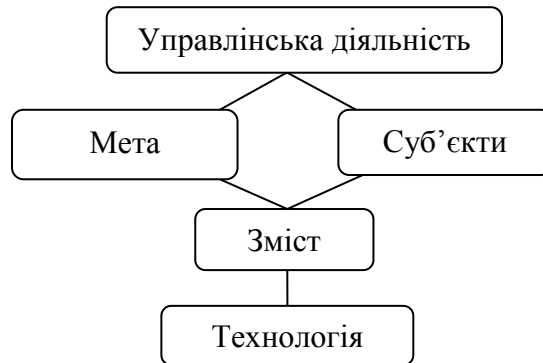 Управлінська діяльність
Мета
Суб’єкти
Зміст
Технологія